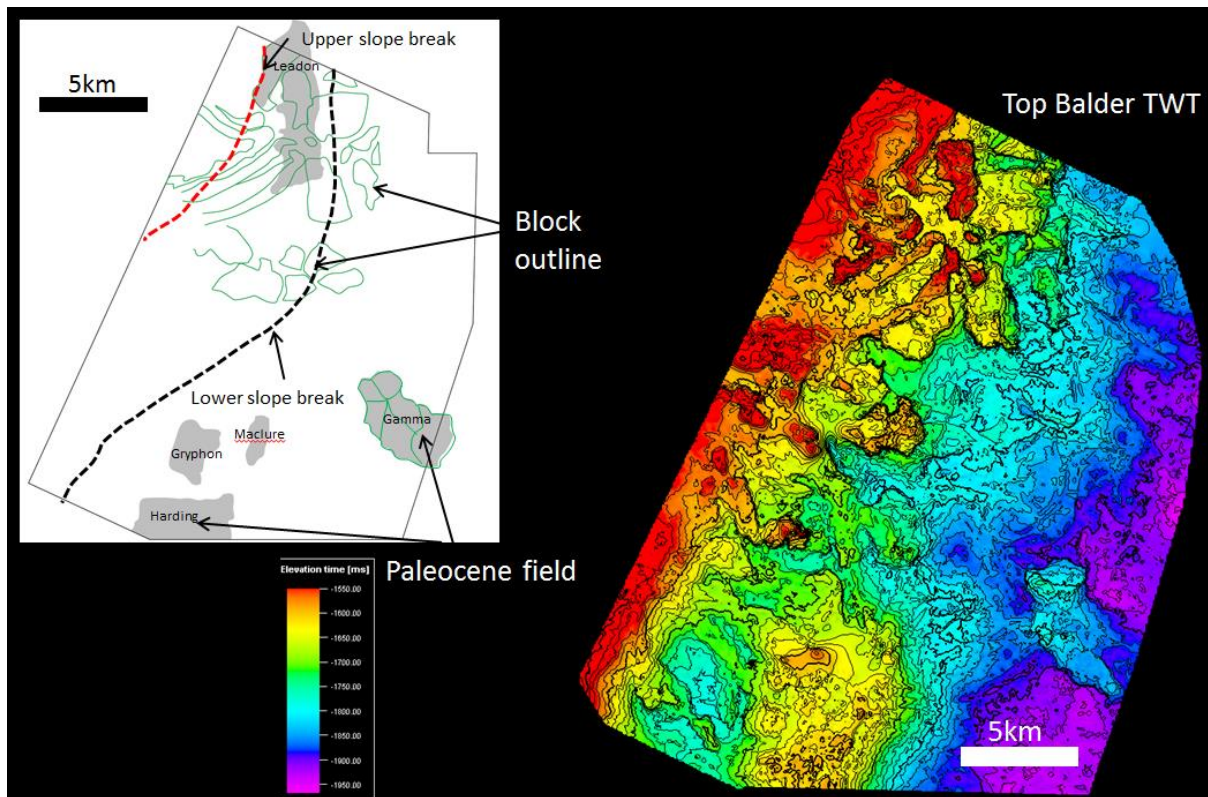 Upper slope break
Leadon
5km
Top Balder TWT
Block
outline
Lower slope break
Gamma
Maclure
Gryphon
Harding
Paleocene field
Elevation time [ms]
-1550.00
-1600.00
-1650.00
-1700.00
-1750.00
-1800.00
-1850.00
-1900.00
-1950.00
5km